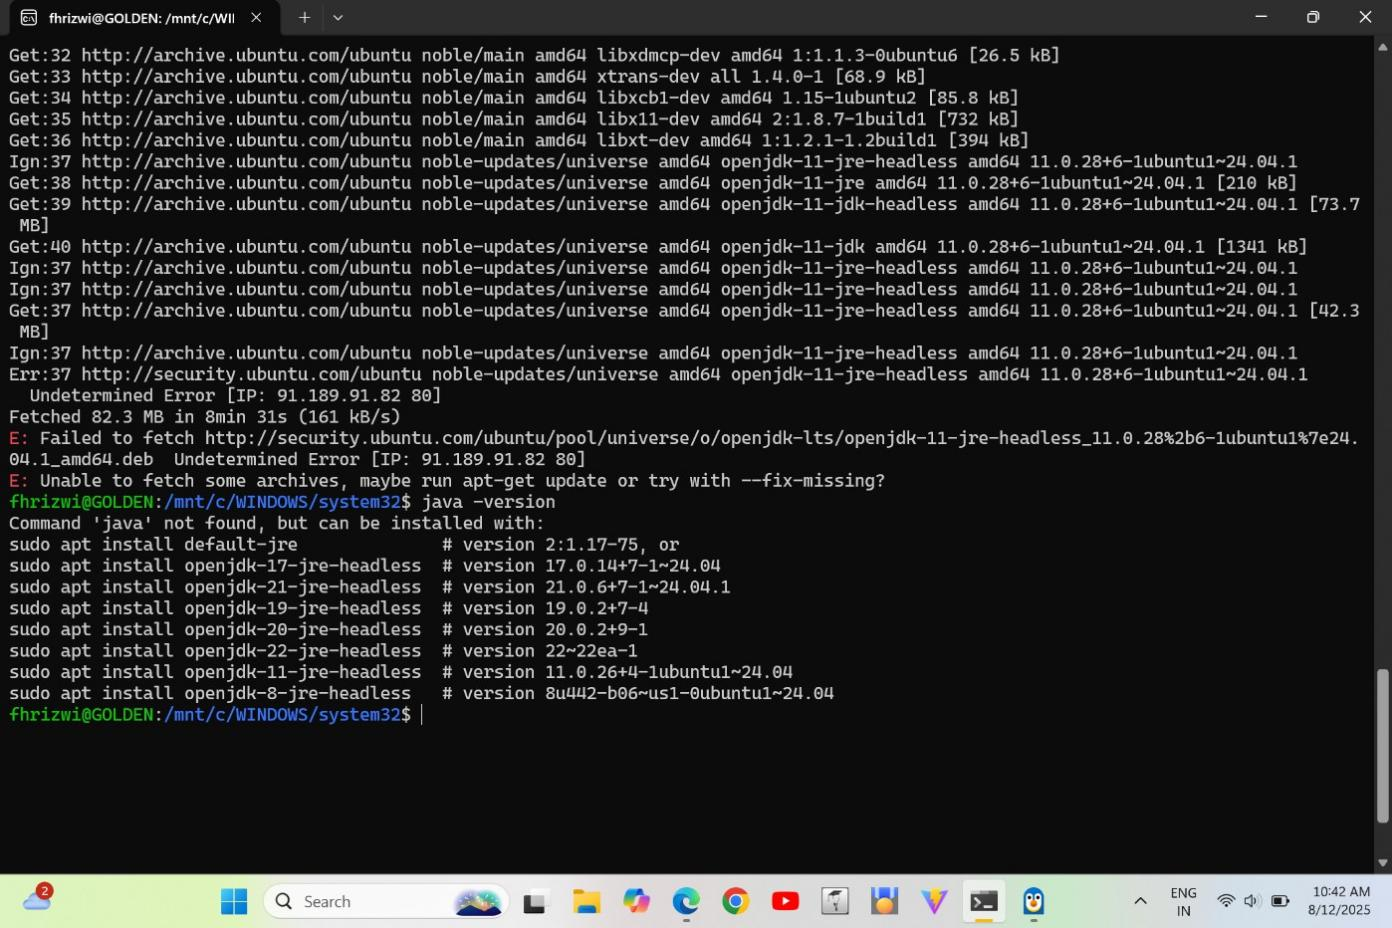 fhrizwi@GOLDEN: /mnt/c/WII
Get:32 http://archive.ubuntu.com/ubuntu noble/main amd64 libxdmcp-dev amd64 1:1.1.3-0ubuntu6 [26.5 kB]
Get:33 http://archive.ubuntu.com/ubuntu noble/main amd64 xtrans-dev all 1.4.0-1 [68.9 kB]
Get:34 http://archive.ubuntu.com/ubuntu noble/main amd64 libxcb1-dev amd64 1.15-1ubuntu2 [85.8 kB]
Get:35 http://archive.ubuntu.com/ubuntu noble/main amd64 libx11-dev amd64 2:1.8.7-1build1 [732 kB]
Get:36 http://archive.ubuntu.com/ubuntu noble/main amd64 libxt-dev amd64 1:1.2.1-1.2build1 [394 kB]
Ign:37 http://archive.ubuntu.com/ubuntu noble-updates/universe amd64 openjdk-11-jre-headless amd64 11.0.28+6-1ubuntu1~24.04.1
Get:38 http://archive.ubuntu.com/ubuntu noble-updates/universe amd64 openjdk-11-jre amd64 11.0.28+6-1ubuntu1~24.04.1 [210 kB]
Get:39 http://archive.ubuntu.com/ubuntu noble-updates/universe amd64 openjdk-11-jdk-headless amd64 11.0.28+6-1ubuntu1~24.04.1 [73.7
MB]
Get:40 http://archive.ubuntu.com/ubuntu noble-updates/universe amd64 openjdk-11-jdk amd64 11.0.28+6-1ubuntu1~24.04.1 [1341 kB]
Ign:37 http://archive.ubuntu.com/ubuntu noble-updates/universe amd64 openjdk-11-jre-headless amd64 11.0.28+6-1ubuntu1~24.04.1
Ign:37 http://archive.ubuntu.com/ubuntu noble-updates/universe amd64 openjdk-11-jre-headless amd64 11.0.28+6-1ubuntu1~24.04.1
Get:37 http://archive.ubuntu.com/ubuntu noble-updates/universe amd64 openjdk-11-jre-headless amd64 11.0.28+6-1ubuntu1~24.04.1 [42.3
MB]
Ign:37 http://archive.ubuntu.com/ubuntu noble-updates/universe amd64 openjdk-11-jre-headless amd64 11.0.28+6-1ubuntu1~24.04.1
Err:37 http://security.ubuntu.com/ubuntu noble-updates/universe amd64 openjdk-11-jre-headless amd64 11.0.28+6-1ubuntu1~24.04.1
Undetermined Error [IP: 91.189.91.82 80]
Fetched 82.3 MB in 8min 31s (161 kB/s)
E: Failed to fetch http://security.ubuntu.com/ubuntu/pool/universe/o/openjdk-lts/openjdk-11-jre-headless_11.0.28%2b6-1ubuntu1%7e24.
04.1_amd64.deb  Undetermined Error [IP: 91.189.91.82 80]
E: Unable to fetch some archives, maybe run apt-get update or try with --fix-missing?
fhrizwi@GOLDEN:/mnt/c/WINDOWS/system32$ java -version
Command 'java' not found, but can be installed with:
sudo apt install default-jre              # version 2:1.17-75, or
sudo apt install openjdk-17-jre-headless  # version 17.0.14+7-1~24.04
sudo apt install openjdk-21-jre-headless  # version 21.0.6+7-1~24.04.1
sudo apt install openjdk-19-jre-headless  # version 19.0.2+7-4
sudo apt install openjdk-20-jre-headless  # version 20.0.2+9-1
sudo apt install openjdk-22-jre-headless  # version 22~22ea-1
sudo apt install openjdk-11-jre-headless  # version 11.0.26+4-1ubuntu1~24.04
sudo apt install openjdk-8-jre-headless   # version 8u442-b06~us1-0ubuntu1~24.04
fhrizwi@GOLDEN:/mnt/c/WINDOWS/system32$
2
Search
ENG
IN
10:42 AM
8/12/2025